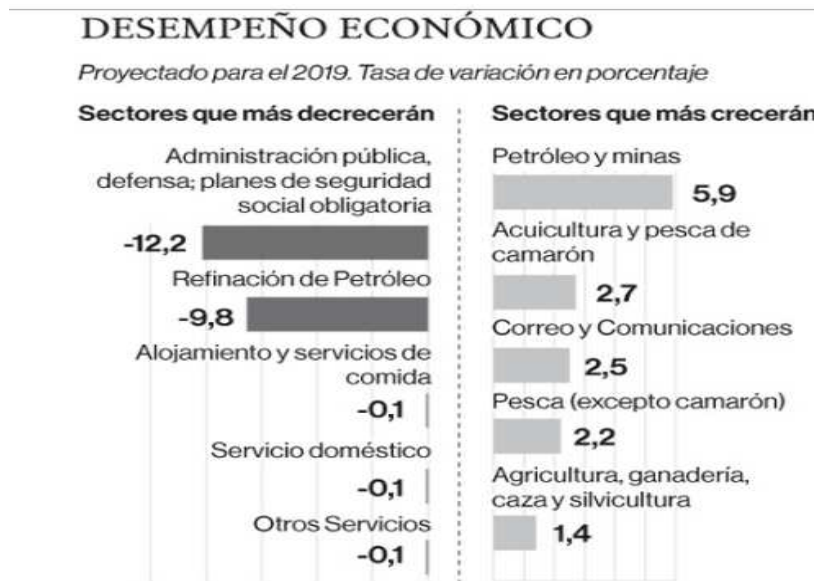 DESEMPEÑO ECONÓMICO
Proyectado para el 2019. Tasa de variación en porcentaje
Sectores que más decrecerán
Administración pública,
defensa; planes de seguridad
social obligatoria
-12,2
Refinación de Petróleo
-9,8
Alojamiento y servicios de
comida
-0,1
Servicio doméstico
-0,1
Otros Servicios
-0,1
Sectores que más crecerán
Petróleo y minas
5,9
Acuicultura y pesca de
camarón
2,7
Correo y Comunicaciones
2,5
Pesca (excepto camarón)
2,2
Agricultura, ganadería,
caza y silvicultura
1,4